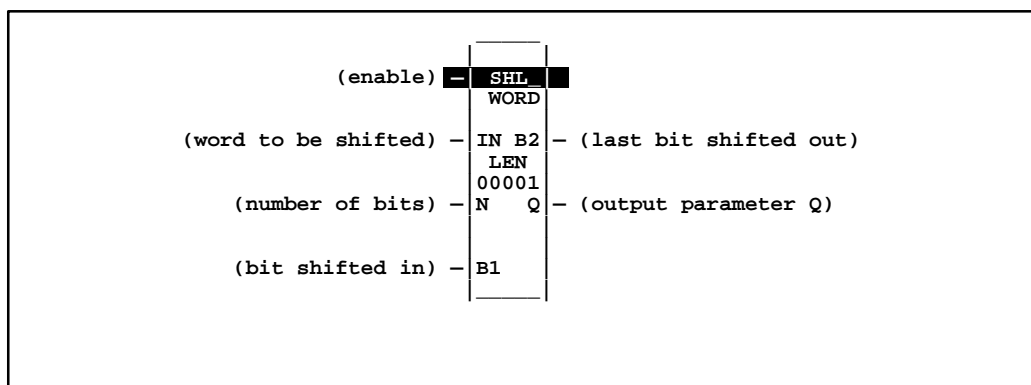 (enable) SHL_
WORD
(word to be shifted) IN B2 (last bit shifted out)
LEN
00001
(number of bits) N Q (output parameter Q)
(bit shifted in) B1